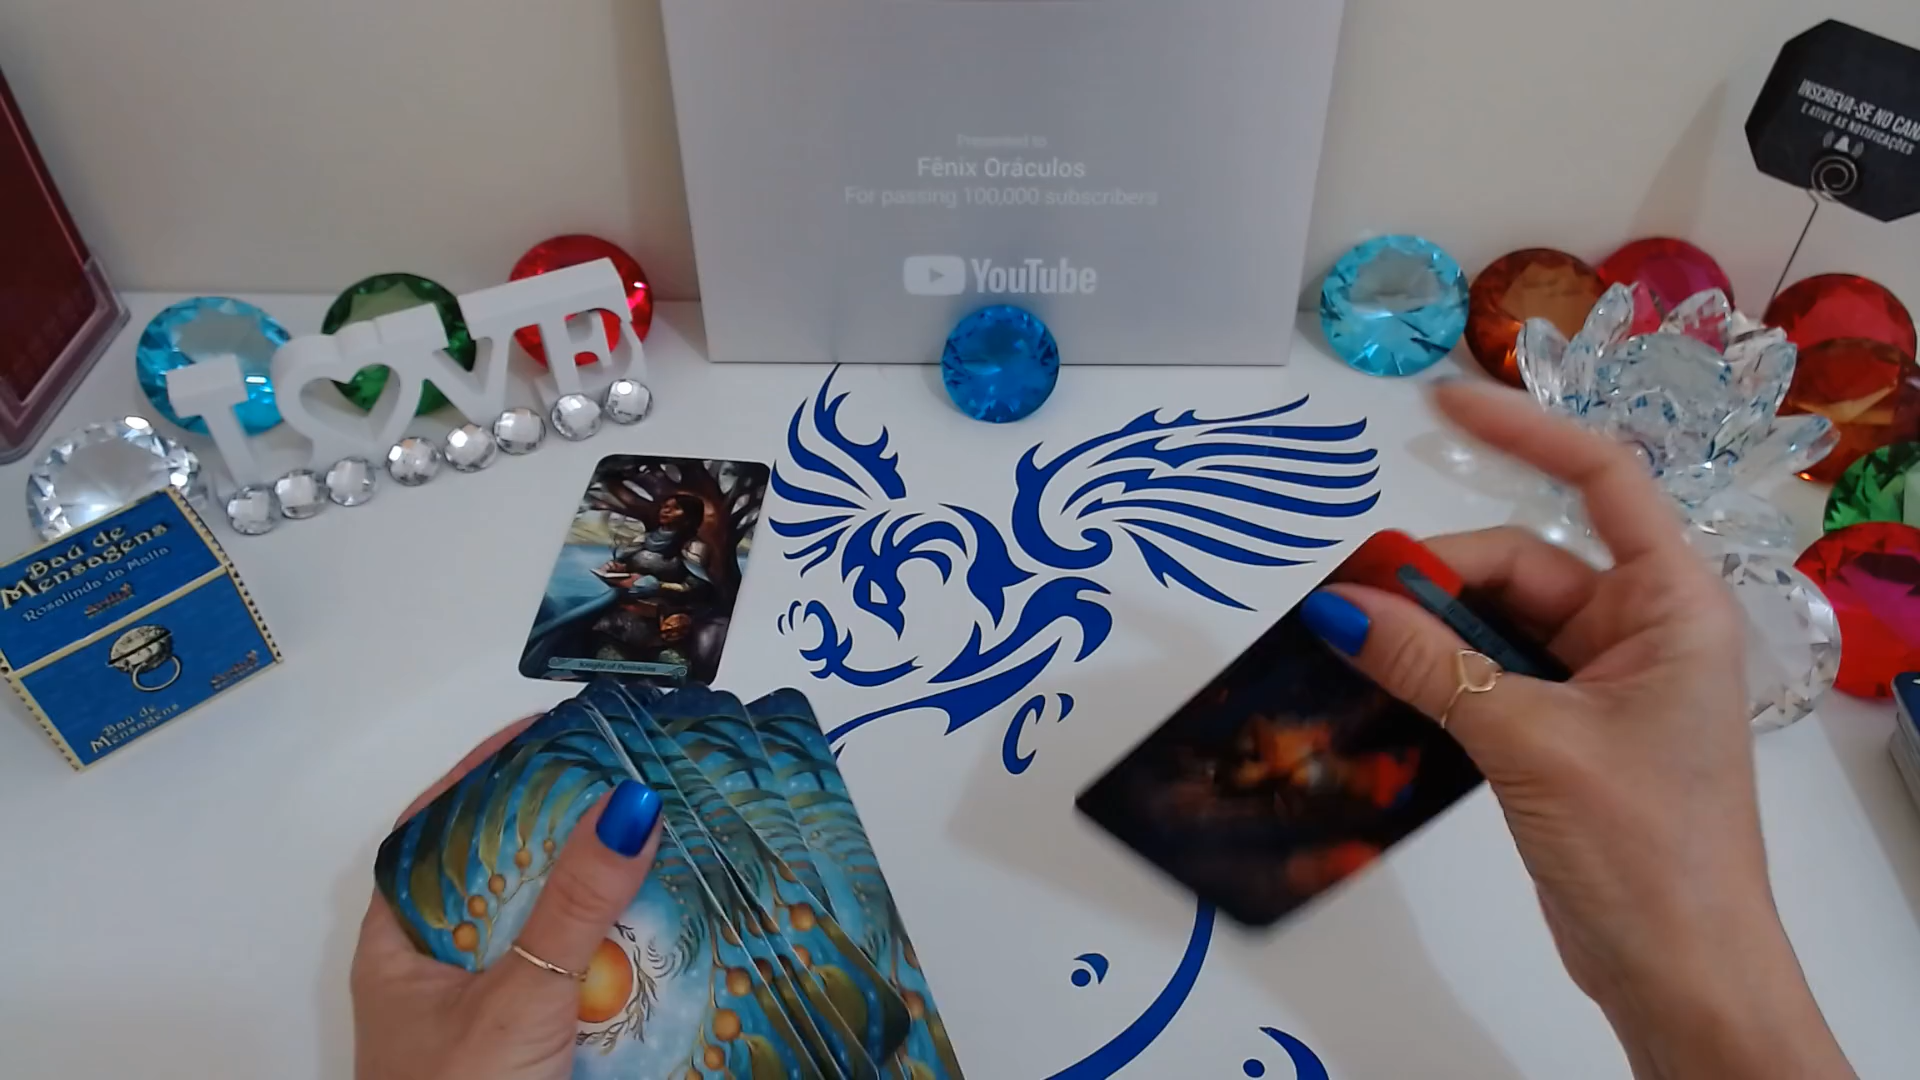 Presented to
Fênix Oráculos
For passing 100,000 subscribers
YouTube
INSCREVA-SE NO CAN
E ATIVE AS NOTIFICAÇÕES
LOVE
Baú de
Mensagens
Rosalinda da Matta
Baú de
Mensagens
Knight of Pentacles